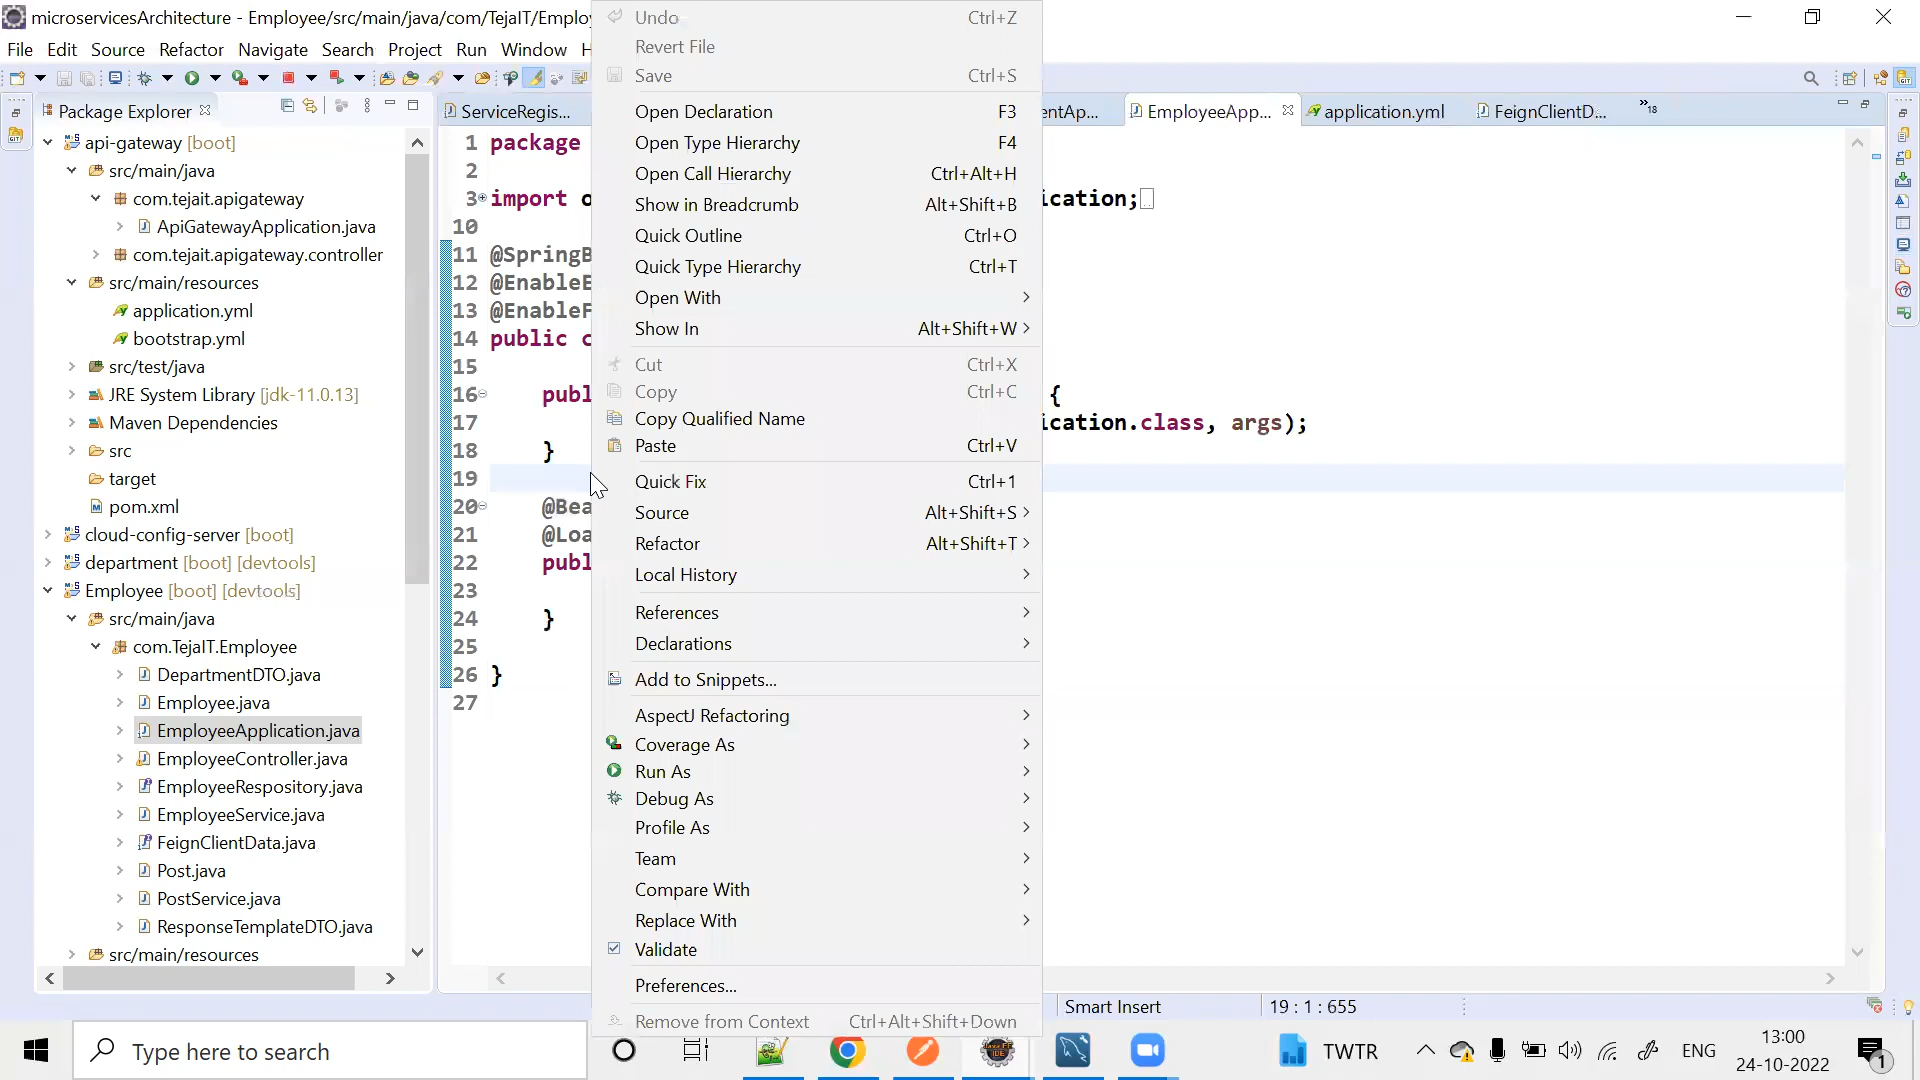 microservicesArchitecture - Employee/src/main/java/com/TejaIT/Emplo
File Edit Source Refactor Navigate Search Project Run Window
Package Explorer
ServiceRegis...
entAp...
EmployeeApp...
application.yml
FeignClientD...
18
api-gateway [boot]
src/main/java
com.tejait.apigateway
ApiGatewayApplication.java
com.tejait.apigateway.controller
src/main/resources
application.yml
bootstrap.yml
src/test/java
JRE System Library [jdk-11.0.13]
Maven Dependencies
src
target
pom.xml
cloud-config-server [boot]
department [boot] [devtools]
Employee [boot] [devtools]
src/main/java
com.TejaIT.Employee
DepartmentDTO.java
Employee.java
EmployeeApplication.java
EmployeeController.java
EmployeeRespository.java
EmployeeService.java
FeignClientData.java
Post.java
PostService.java
ResponseTemplateDTO.java
src/main/resources
1 package
2
3 import o ication;
10
11 @SpringB
12 @EnableE
13 @EnableF
14 public c
15
16 publ {
17 ication.class, args);
18 }
19
20 @Bea
21 @Loa
22 publ
23
24 }
25
26 }
27
Undo Ctrl+Z
Revert File
Save Ctrl+S
Open Declaration F3
Open Type Hierarchy F4
Open Call Hierarchy Ctrl+Alt+H
Show in Breadcrumb Alt+Shift+B
Quick Outline Ctrl+O
Quick Type Hierarchy Ctrl+T
Open With
Show In Alt+Shift+W
Cut Ctrl+X
Copy Ctrl+C
Copy Qualified Name
Paste Ctrl+V
Quick Fix Ctrl+1
Source Alt+Shift+S
Refactor Alt+Shift+T
Local History
References
Declarations
Add to Snippets...
AspectJ Refactoring
Coverage As
Run As
Debug As
Profile As
Team
Compare With
Replace With
Validate
Preferences...
Remove from Context Ctrl+Alt+Shift+Down
Smart Insert
19 : 1 : 655
Type here to search
TWTR
ENG
13:00
24-10-2022
1